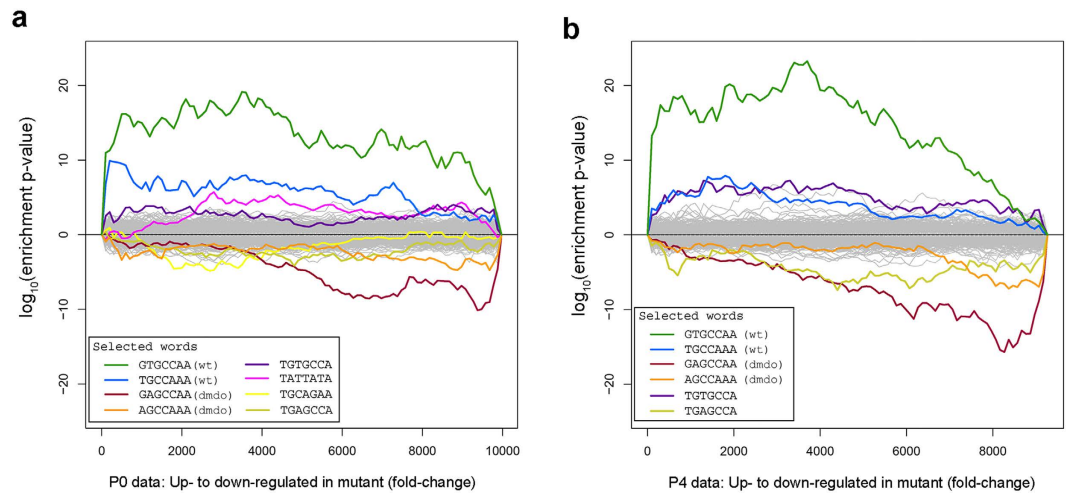 a
log10(enrichment p-value)
20
10
0
−10
−20
Selected words
GTGCCAA(wt)
TGCCAAA(wt)
GAGCCAA(dmdo)
AGCCAAA(dmdo)
TGTGCCA
TATTATA
TGCAGAA
TGAGCCA
0 2000 4000 6000 8000 10000
P0 data: Up- to down-regulated in mutant (fold-change)
b
log10(enrichment p-value)
20
10
0
−10
−20
Selected words
GTGCCAA (wt)
TGCCAAA (wt)
GAGCCAA (dmdo)
AGCCAAA (dmdo)
TGTGCCA
TGAGCCA
0 2000 4000 6000 8000
P4 data: Up- to down-regulated in mutant (fold-change)